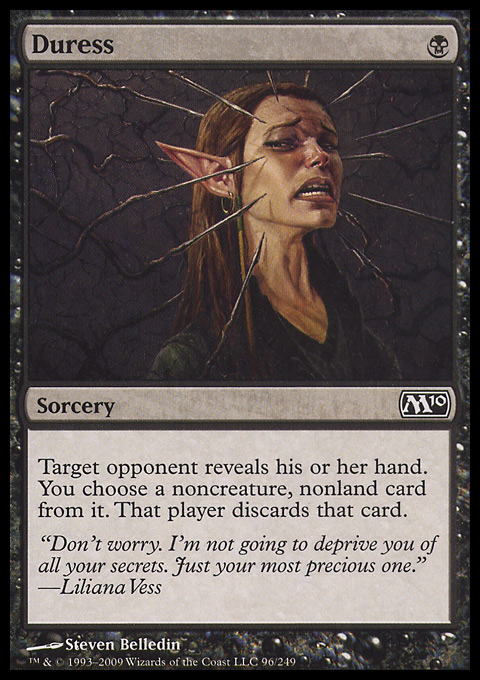 Duress
Sorcery
M10
Target opponent reveals his or her hand.
You choose a noncreature, nonland card
from it. That player discards that card.
“Don’t worry. I’m not going to deprive you of
all your secrets. Just your most precious one.”
—Liliana Vess
Steven Belledin
™ & © 1993–2009 Wizards of the Coast LLC 96/249